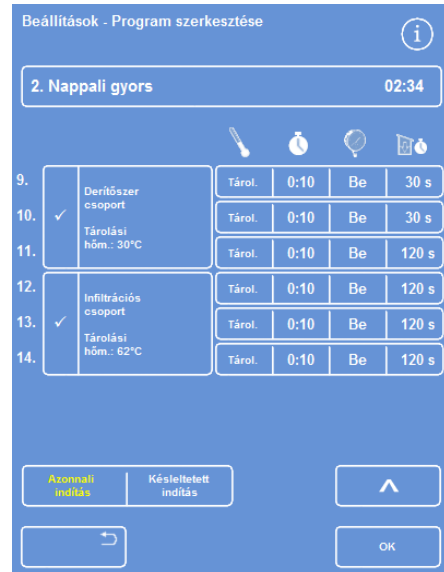 Beállítások - Program szerkesztése
i
2. Nappali gyors 02:34
9. Tárol. 0:10 Be 30 s
Derítőszer
10. ✓ csoport Tárol. 0:10 Be 30 s
Tárolási
11. hőm.: 30°C Tárol. 0:10 Be 120 s
12. Tárol. 0:10 Be 120 s
Infiltrációs
13. ✓ csoport Tárol. 0:10 Be 120 s
Tárolási
14. hőm.: 62°C Tárol. 0:10 Be 120 s
Azonnali indítás
Késleltetett indítás
OK